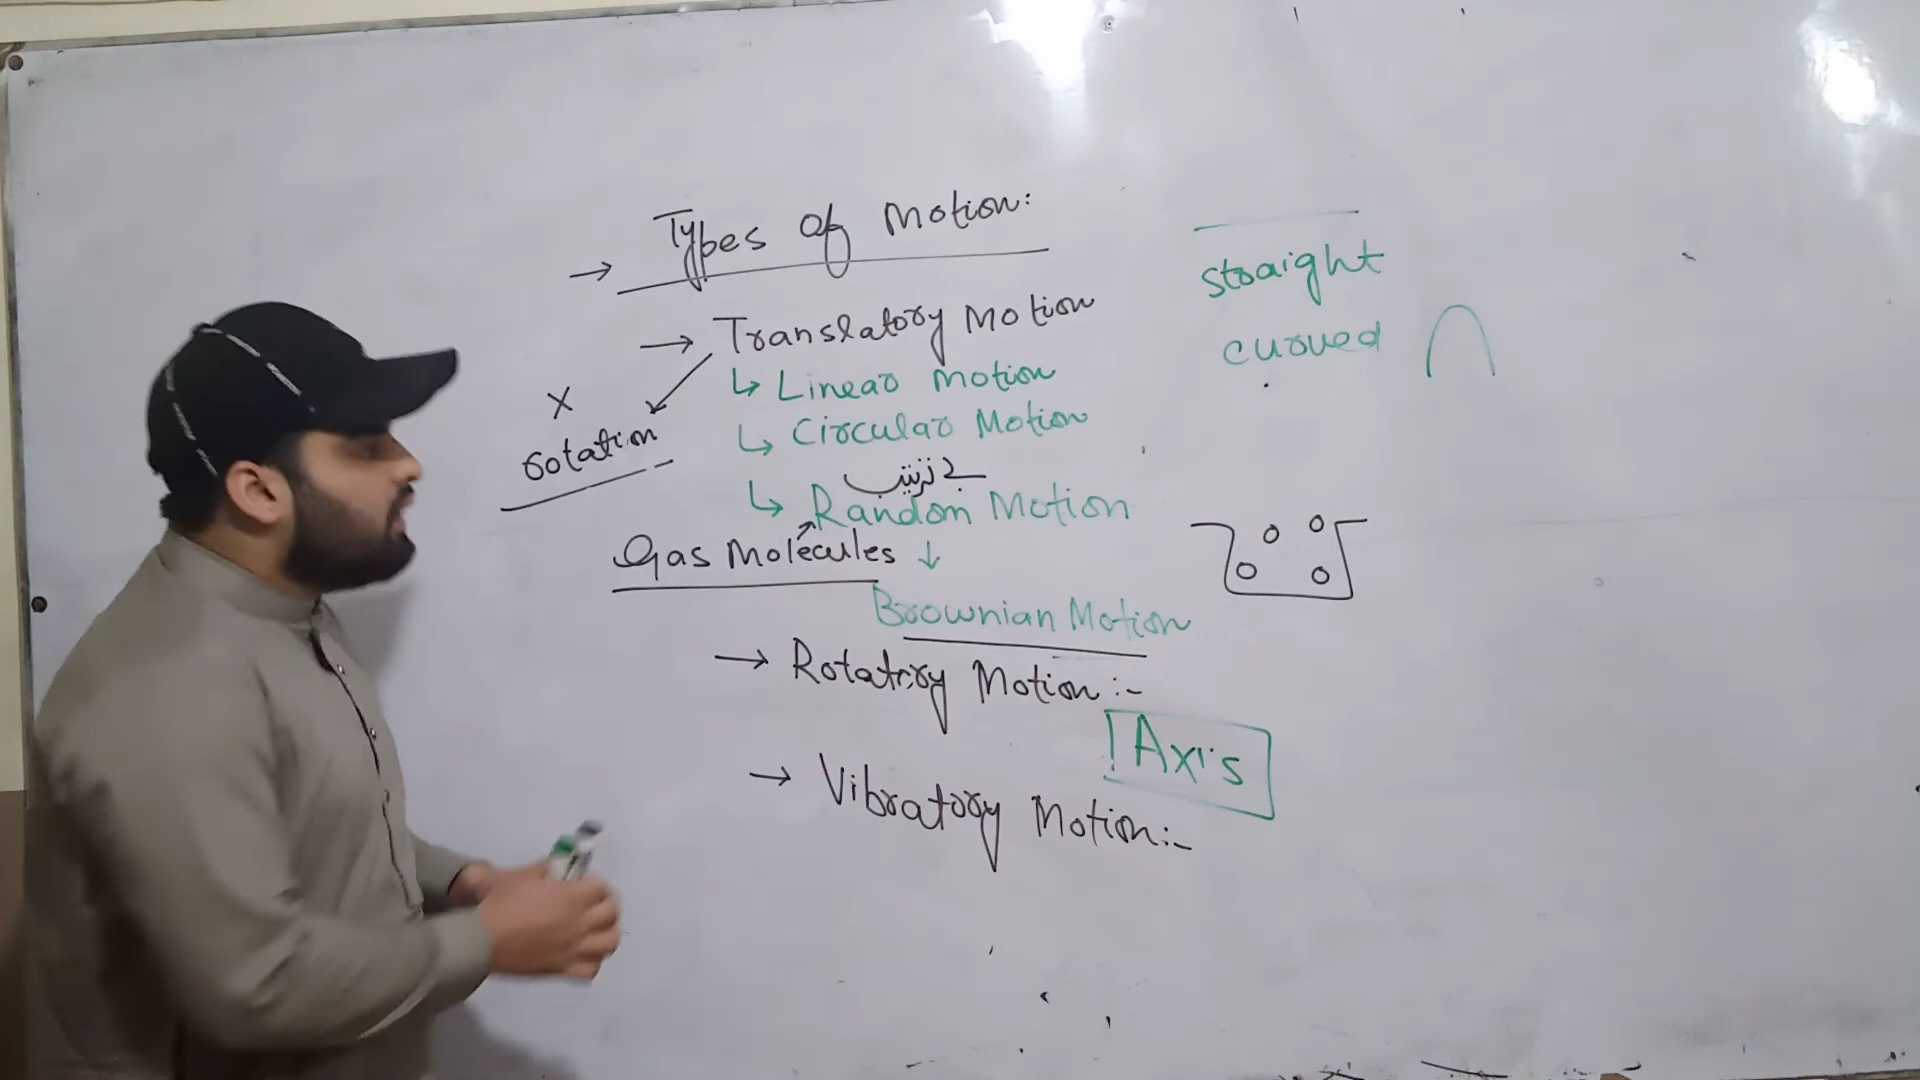 → Types of Motion:
→ Translatory Motion
↳ Linear Motion
↳ Circular Motion
بے ترتیب
↳ Random Motion
Gas Molecules ↓
Brownian Motion
X
rotation
straight
curved
→ Rotatory Motion :-
Axis
→ Vibratory Motion:-